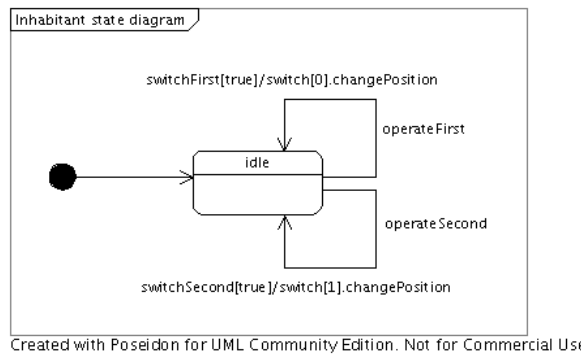 Inhabitant state diagram
switchFirst[true]/switch[0].changePosition
operateFirst
idle
operateSecond
switchSecond[true]/switch[1].changePosition
Created with Poseidon for UML Community Edition. Not for Commercial Use